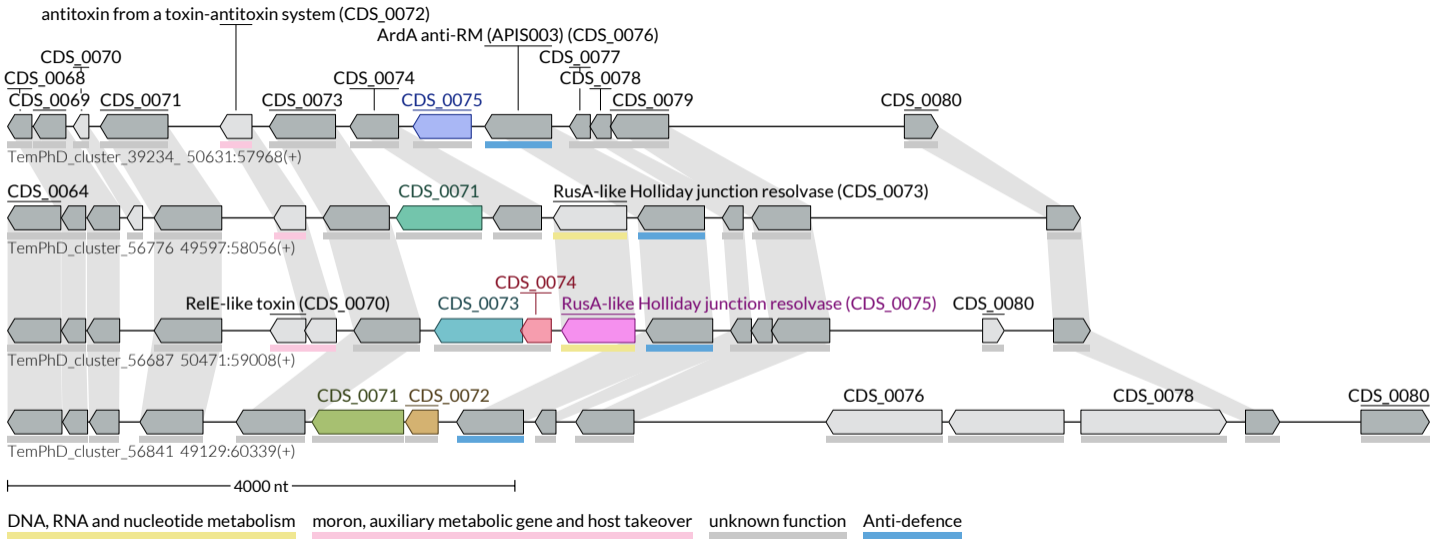 antitoxin from a toxin-antitoxin system (CDS_0072)
ArdA anti-RM (APIS003) (CDS_0076)
CDS_0070 CDS_0077
CDS_0068 CDS_0074 CDS_0078
CDS_0069 CDS_0071 CDS_0073 CDS_0075 CDS_0079 CDS_0080
TemPhD_cluster_39234_ 50631:57968(+)
CDS_0064 CDS_0071 RusA-like Holliday junction resolvase (CDS_0073)
TemPhD_cluster_56776 49597:58056(+)
CDS_0074
RelE-like toxin (CDS_0070) CDS_0073 RusA-like Holliday junction resolvase (CDS_0075) CDS_0080
TemPhD_cluster_56687 50471:59008(+)
CDS_0071 CDS_0072 CDS_0076 CDS_0078 CDS_0080
TemPhD_cluster_56841 49129:60339(+)
4000 nt
DNA, RNA and nucleotide metabolism moron, auxiliary metabolic gene and host takeover unknown function Anti-defence